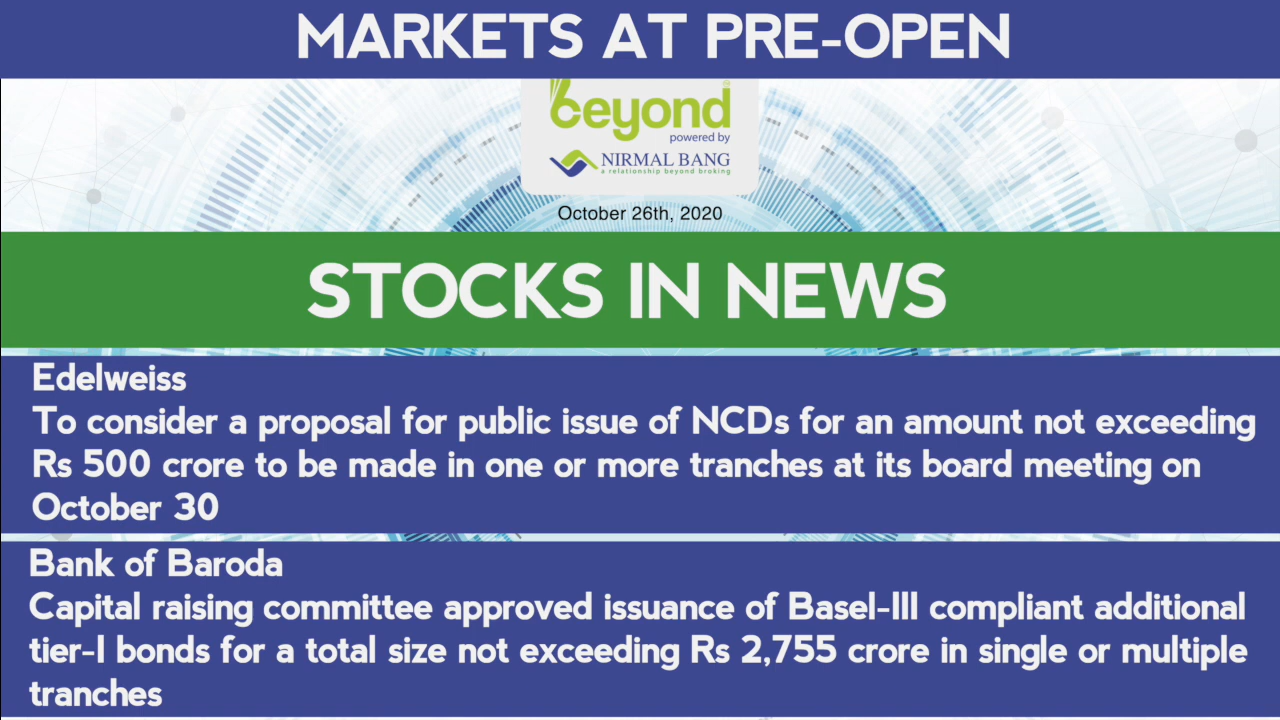 MARKETS AT PRE-OPEN
beyond
powered by
NIRMAL BANG
a relationship beyond broking
October 26th, 2020
STOCKS IN NEWS
Edelweiss
To consider a proposal for public issue of NCDs for an amount not exceeding
Rs 500 crore to be made in one or more tranches at its board meeting on
October 30
Bank of Baroda
Capital raising committee approved issuance of Basel-III compliant additional
tier-I bonds for a total size not exceeding Rs 2,755 crore in single or multiple
tranches